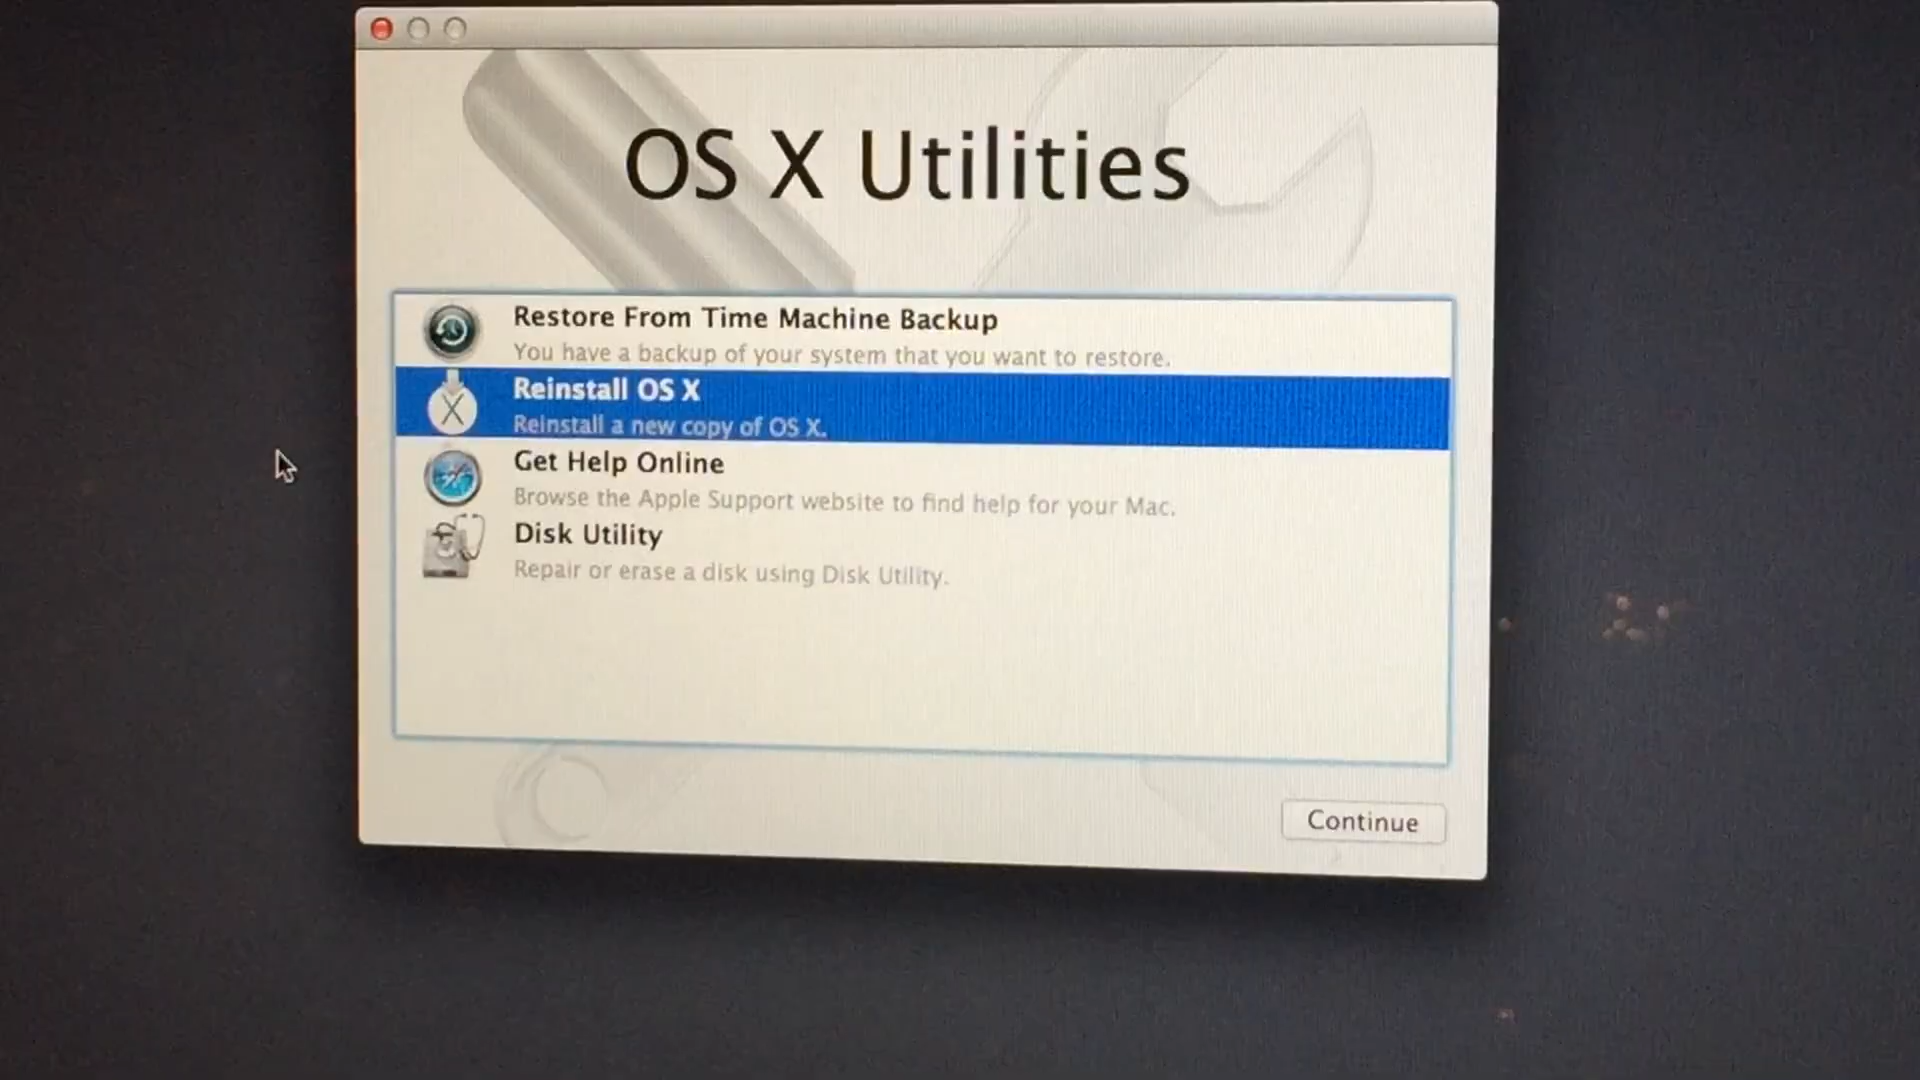 OS X Utilities
Restore From Time Machine Backup
You have a backup of your system that you want to restore.
Reinstall OS X
Reinstall a new copy of OS X.
Get Help Online
Browse the Apple Support website to find help for your Mac.
Disk Utility
Repair or erase a disk using Disk Utility.
Continue